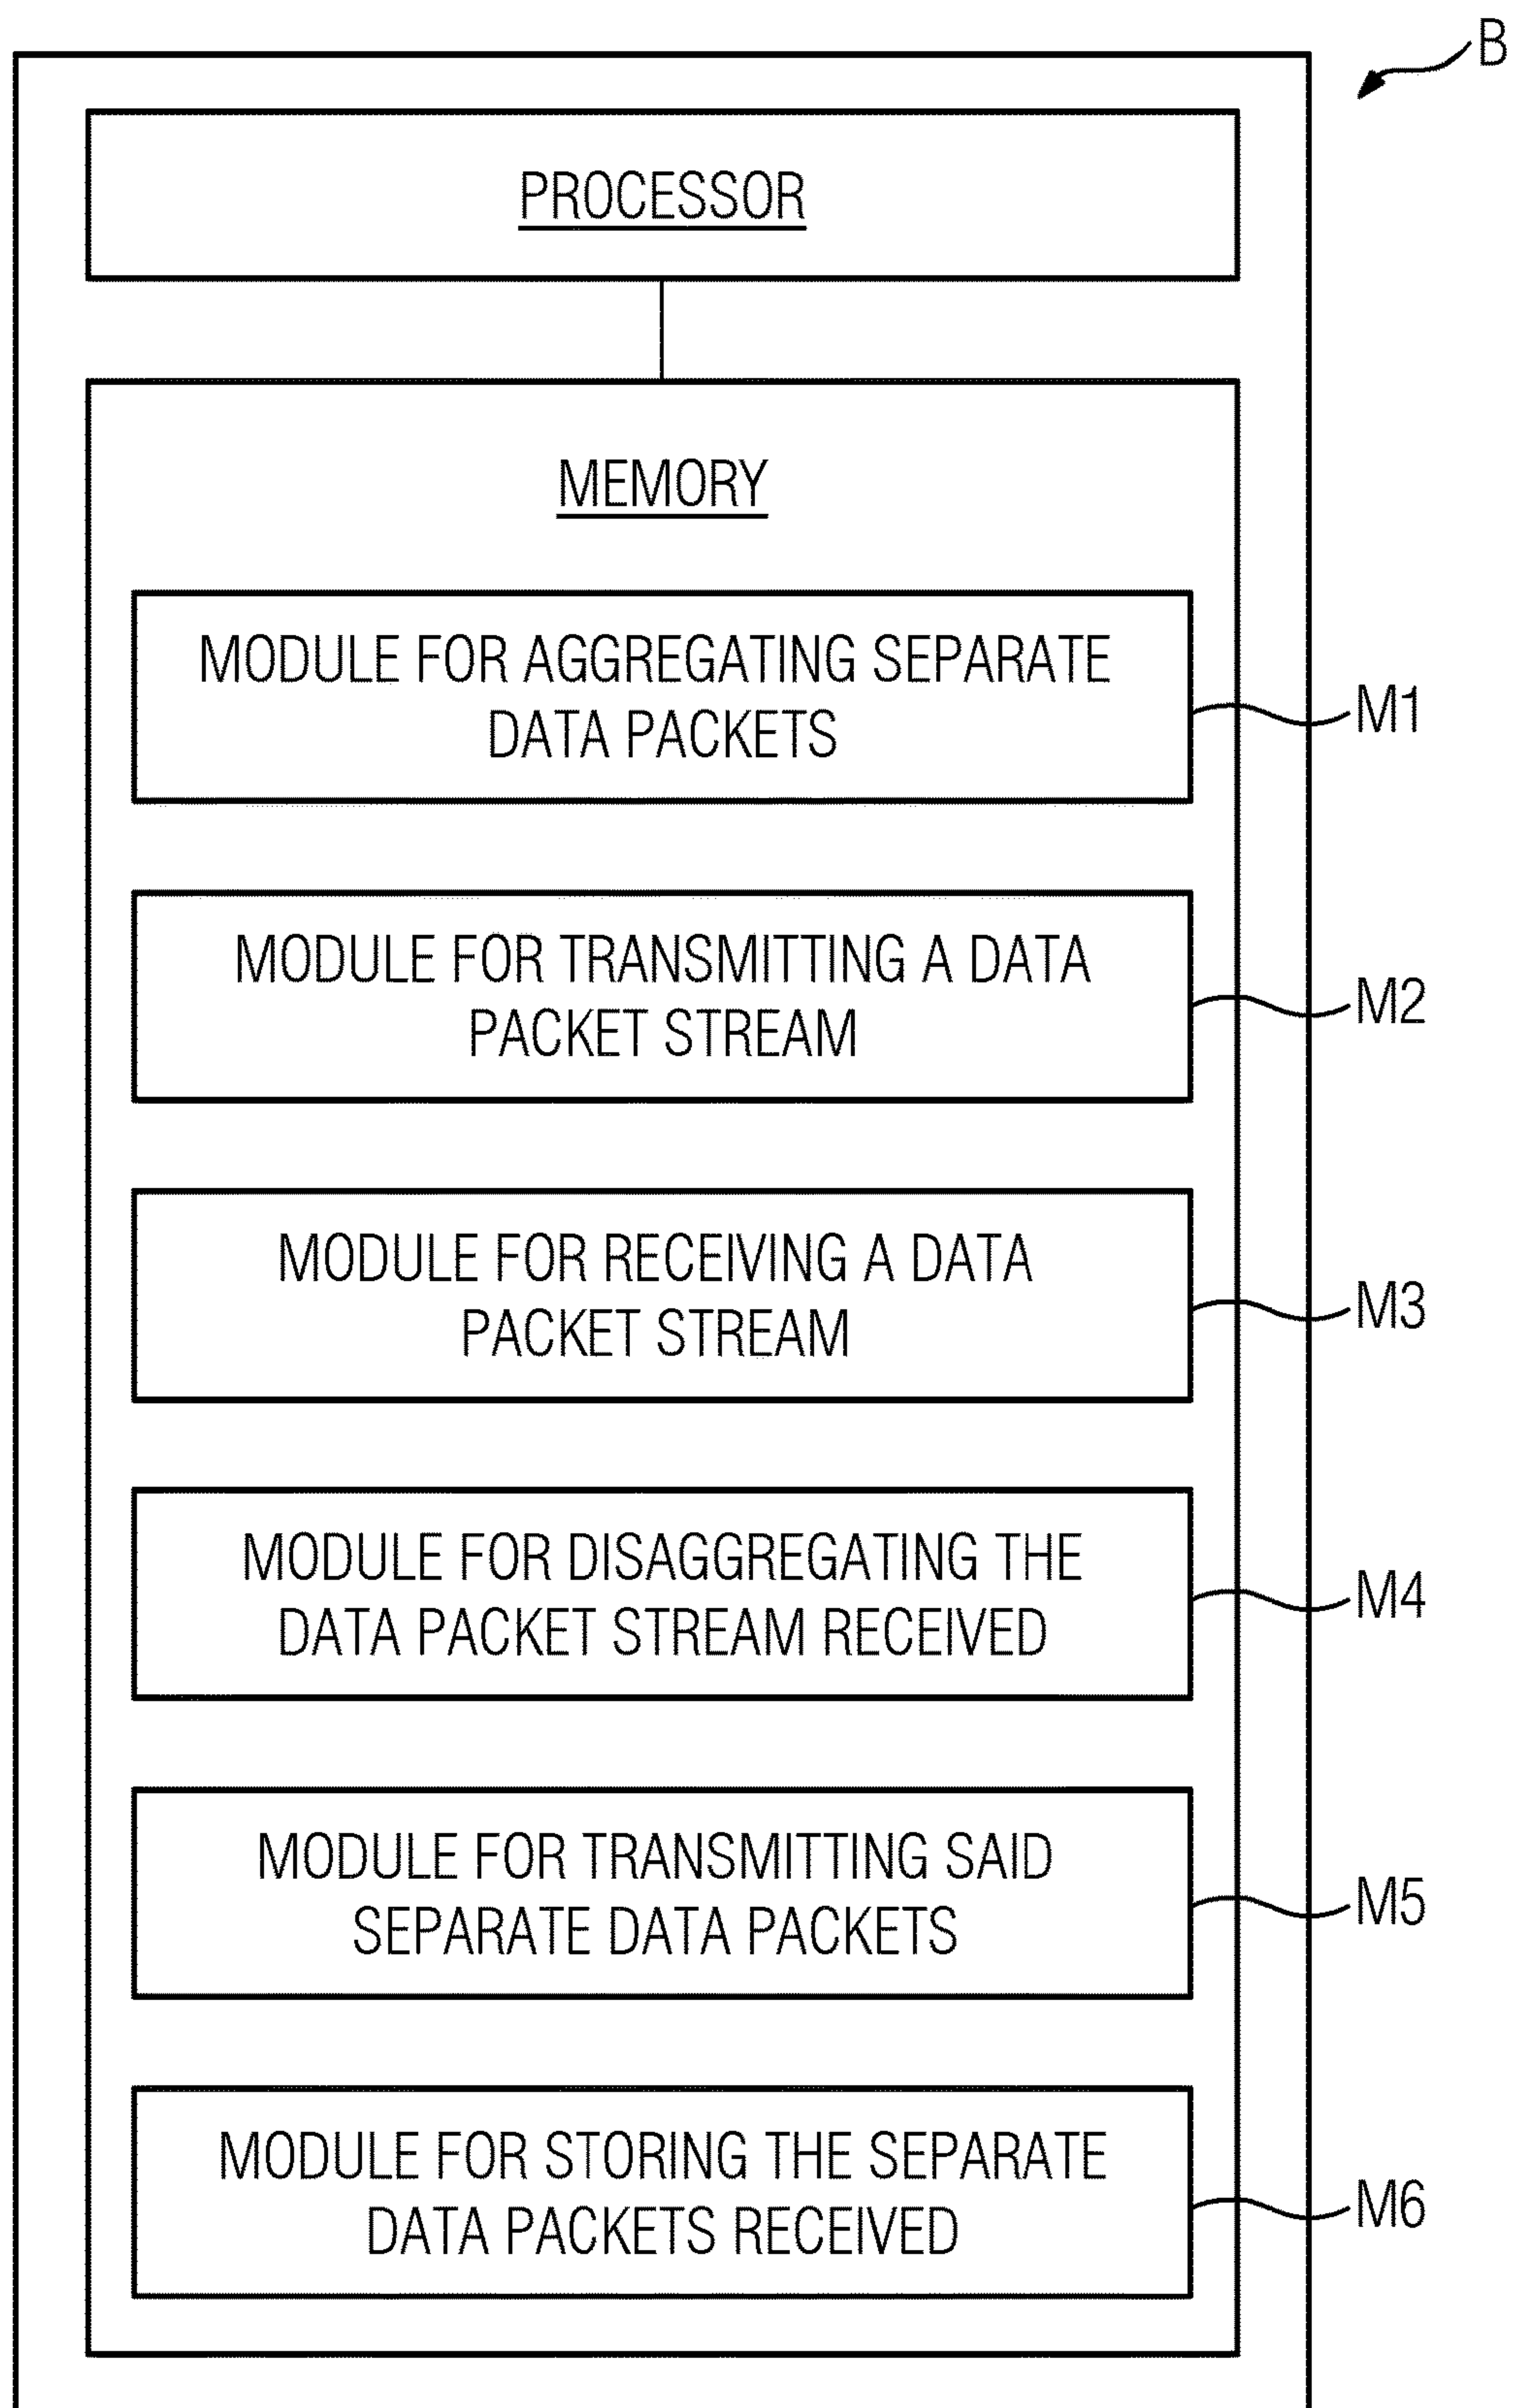 B
PROCESSOR
MEMORY
MODULE FOR AGGREGATING SEPARATE
DATA PACKETS
M1
MODULE FOR TRANSMITTING A DATA
PACKET STREAM
M2
MODULE FOR RECEIVING A DATA
PACKET STREAM
M3
MODULE FOR DISAGGREGATING THE
DATA PACKET STREAM RECEIVED
M4
MODULE FOR TRANSMITTING SAID
SEPARATE DATA PACKETS
M5
MODULE FOR STORING THE SEPARATE
DATA PACKETS RECEIVED
M6